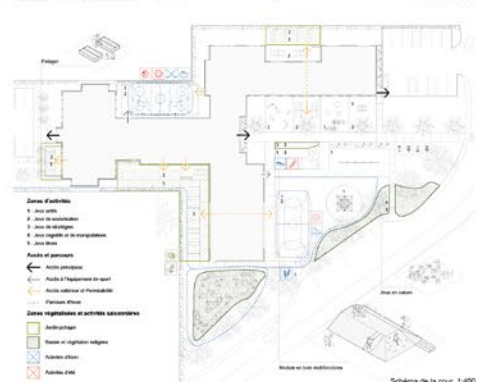 Potager
Zones d'activités
1 - Jeux actifs
2 - Jeux de socialisation
3 - Jeux de stratégies
4 - Jeux cognitifs et de manipulations
5 - Jeux libres
Accès et parcours
Accès principaux
Accès à l'équipement de sport
Accès extérieur et Perméabilité
Parcours d'hiver
Zones végétalisées et activités saisonnières
Jardin potager
Bassin et végétation indigène
Activités d'hiver
Activités d'été
Jeux en nature
Module en bois multifonctions
Schéma de la cour 1:400